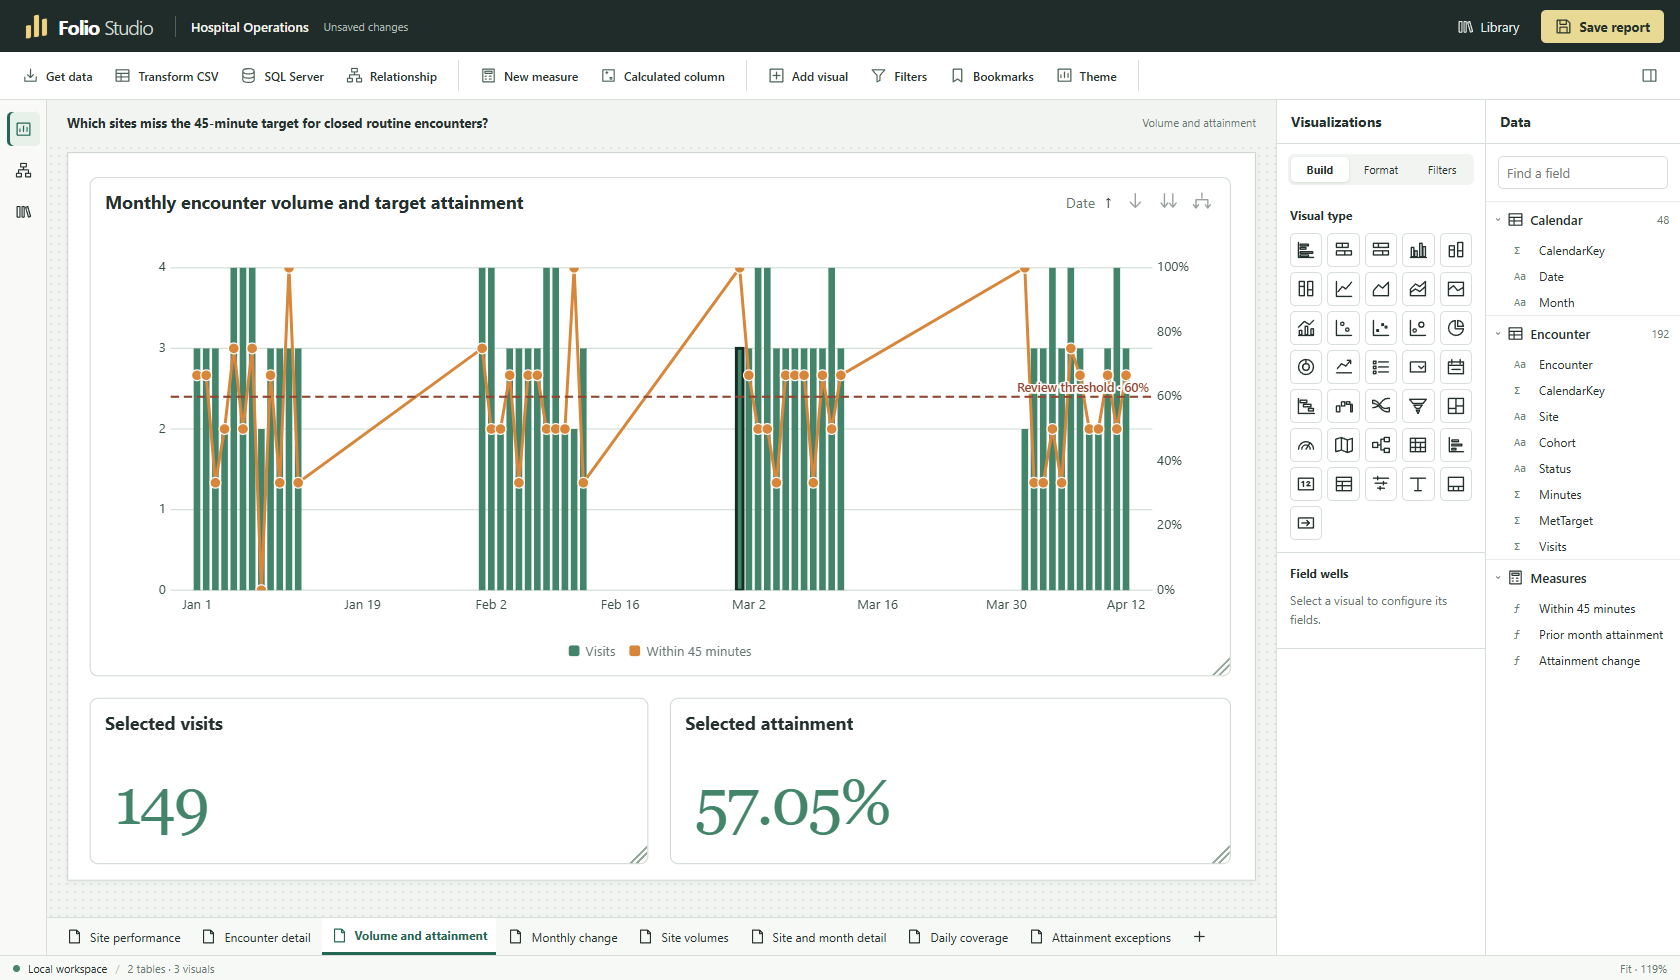 Folio Studio
Hospital Operations
Unsaved changes
Library
Save report
Get data
Transform CSV
SQL Server
Relationship
New measure
Calculated column
Add visual
Filters
Bookmarks
Theme
Which sites miss the 45-minute target for closed routine encounters?
Volume and attainment
Monthly encounter volume and target attainment
Date ↑
4
3
2
1
0
100%
80%
60%
40%
20%
0%
Review threshold · 60%
Jan 1
Jan 19
Feb 2
Feb 16
Mar 2
Mar 16
Mar 30
Apr 12
Visits
Within 45 minutes
Selected visits
149
Selected attainment
57.05%
Visualizations
Build
Format
Filters
Visual type
12
Field wells
Select a visual to configure its
fields.
Data
Find a field
Calendar 48
Σ CalendarKey
Aa Date
Aa Month
Encounter 192
Aa Encounter
Σ CalendarKey
Aa Site
Aa Cohort
Aa Status
Σ Minutes
Σ MetTarget
Σ Visits
Measures
f Within 45 minutes
f Prior month attainment
f Attainment change
Site performance
Encounter detail
Volume and attainment
Monthly change
Site volumes
Site and month detail
Daily coverage
Attainment exceptions
+
Local workspace / 2 tables · 3 visuals
Fit · 119%